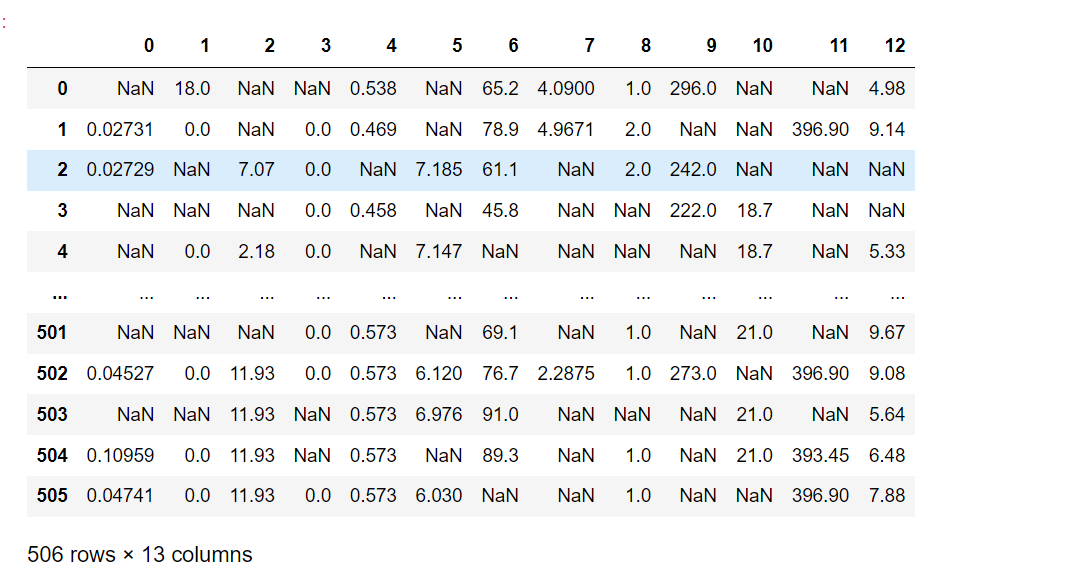 :
0 1 2 3 4 5 6 7 8 9 10 11 12
0 NaN 18.0 NaN NaN 0.538 NaN 65.2 4.0900 1.0 296.0 NaN NaN 4.98
1 0.02731 0.0 NaN 0.0 0.469 NaN 78.9 4.9671 2.0 NaN NaN 396.90 9.14
2 0.02729 NaN 7.07 0.0 NaN 7.185 61.1 NaN 2.0 242.0 NaN NaN NaN
3 NaN NaN NaN 0.0 0.458 NaN 45.8 NaN NaN 222.0 18.7 NaN NaN
4 NaN 0.0 2.18 0.0 NaN 7.147 NaN NaN NaN NaN 18.7 NaN 5.33
... ... ... ... ... ... ... ... ... ... ... ... ... ...
501 NaN NaN NaN 0.0 0.573 NaN 69.1 NaN 1.0 NaN 21.0 NaN 9.67
502 0.04527 0.0 11.93 0.0 0.573 6.120 76.7 2.2875 1.0 273.0 NaN 396.90 9.08
503 NaN NaN 11.93 NaN 0.573 6.976 91.0 NaN NaN NaN 21.0 NaN 5.64
504 0.10959 0.0 11.93 NaN 0.573 NaN 89.3 NaN 1.0 NaN 21.0 393.45 6.48
505 0.04741 0.0 11.93 0.0 0.573 6.030 NaN NaN 1.0 NaN NaN 396.90 7.88
506 rows × 13 columns